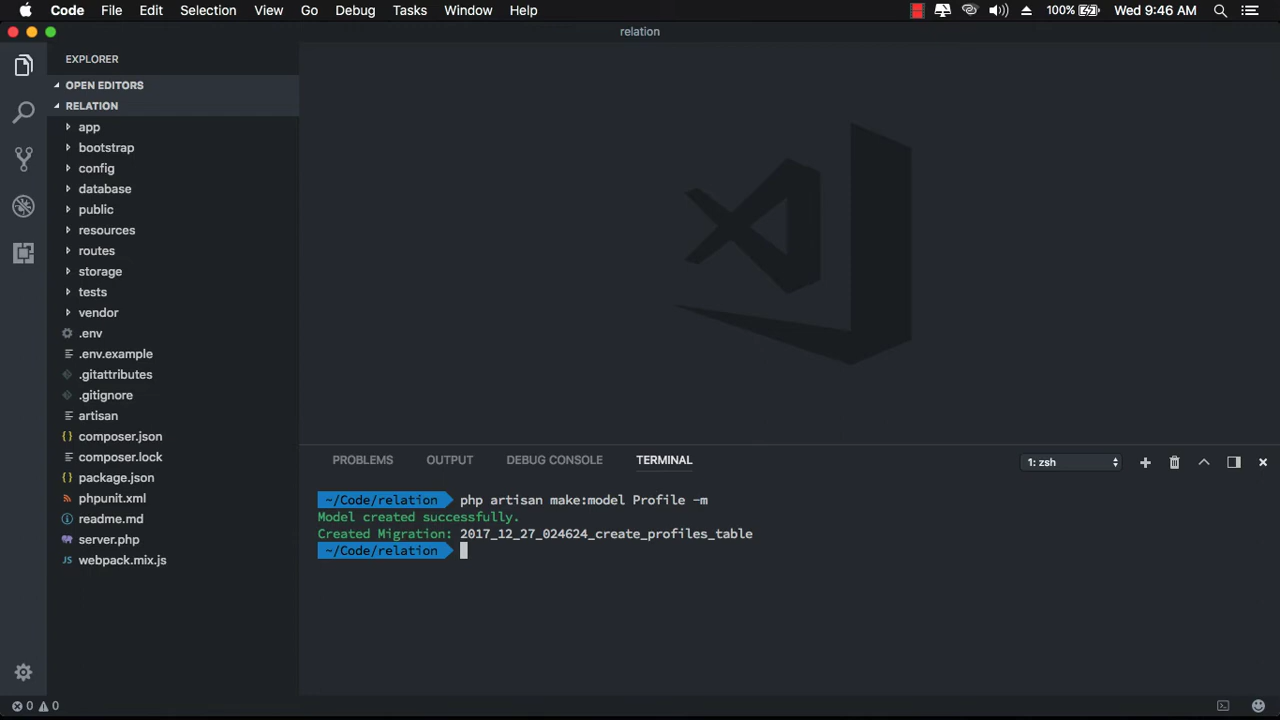 Code File Edit Selection View Go Debug Tasks Window Help 100% Wed 9:46 AM
relation
EXPLORER
OPEN EDITORS
RELATION
app
bootstrap
config
database
public
resources
routes
storage
tests
vendor
.env
.env.example
.gitattributes
.gitignore
artisan
composer.json
composer.lock
package.json
phpunit.xml
readme.md
server.php
JS webpack.mix.js
PROBLEMS OUTPUT DEBUG CONSOLE TERMINAL 1: zsh
~/Code/relation php artisan make:model Profile -m
Model created successfully.
Created Migration: 2017_12_27_024624_create_profiles_table
~/Code/relation
0 0